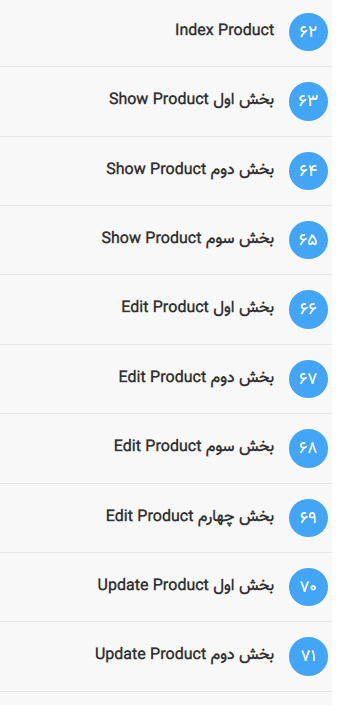 ۶۲ Index Product
۶۳ بخش اول Show Product
۶۴ بخش دوم Show Product
۶۵ بخش سوم Show Product
۶۶ بخش اول Edit Product
۶۷ بخش دوم Edit Product
۶۸ بخش سوم Edit Product
۶۹ بخش چهارم Edit Product
۷۰ بخش اول Update Product
۷۱ بخش دوم Update Product